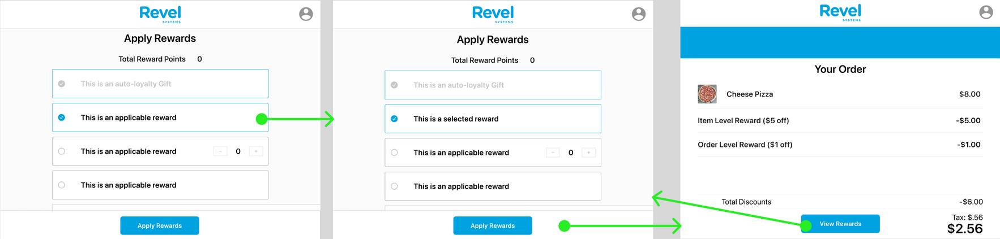 Revel
SYSTEMS
Apply Rewards
Total Reward Points 0
This is an auto-loyalty Gift
This is an applicable reward
This is an applicable reward - 0 +
This is an applicable reward
Apply Rewards
Revel
SYSTEMS
Apply Rewards
Total Reward Points 0
This is an auto-loyalty Gift
This is a selected reward
This is an applicable reward - 0 +
This is an applicable reward
Apply Rewards
Revel
SYSTEMS
Your Order
Cheese Pizza $8.00
Item Level Reward ($5 off) -$5.00
Order Level Reward ($1 off) -$1.00
Total Discounts -$6.00
View Rewards
Tax: $.56
$2.56